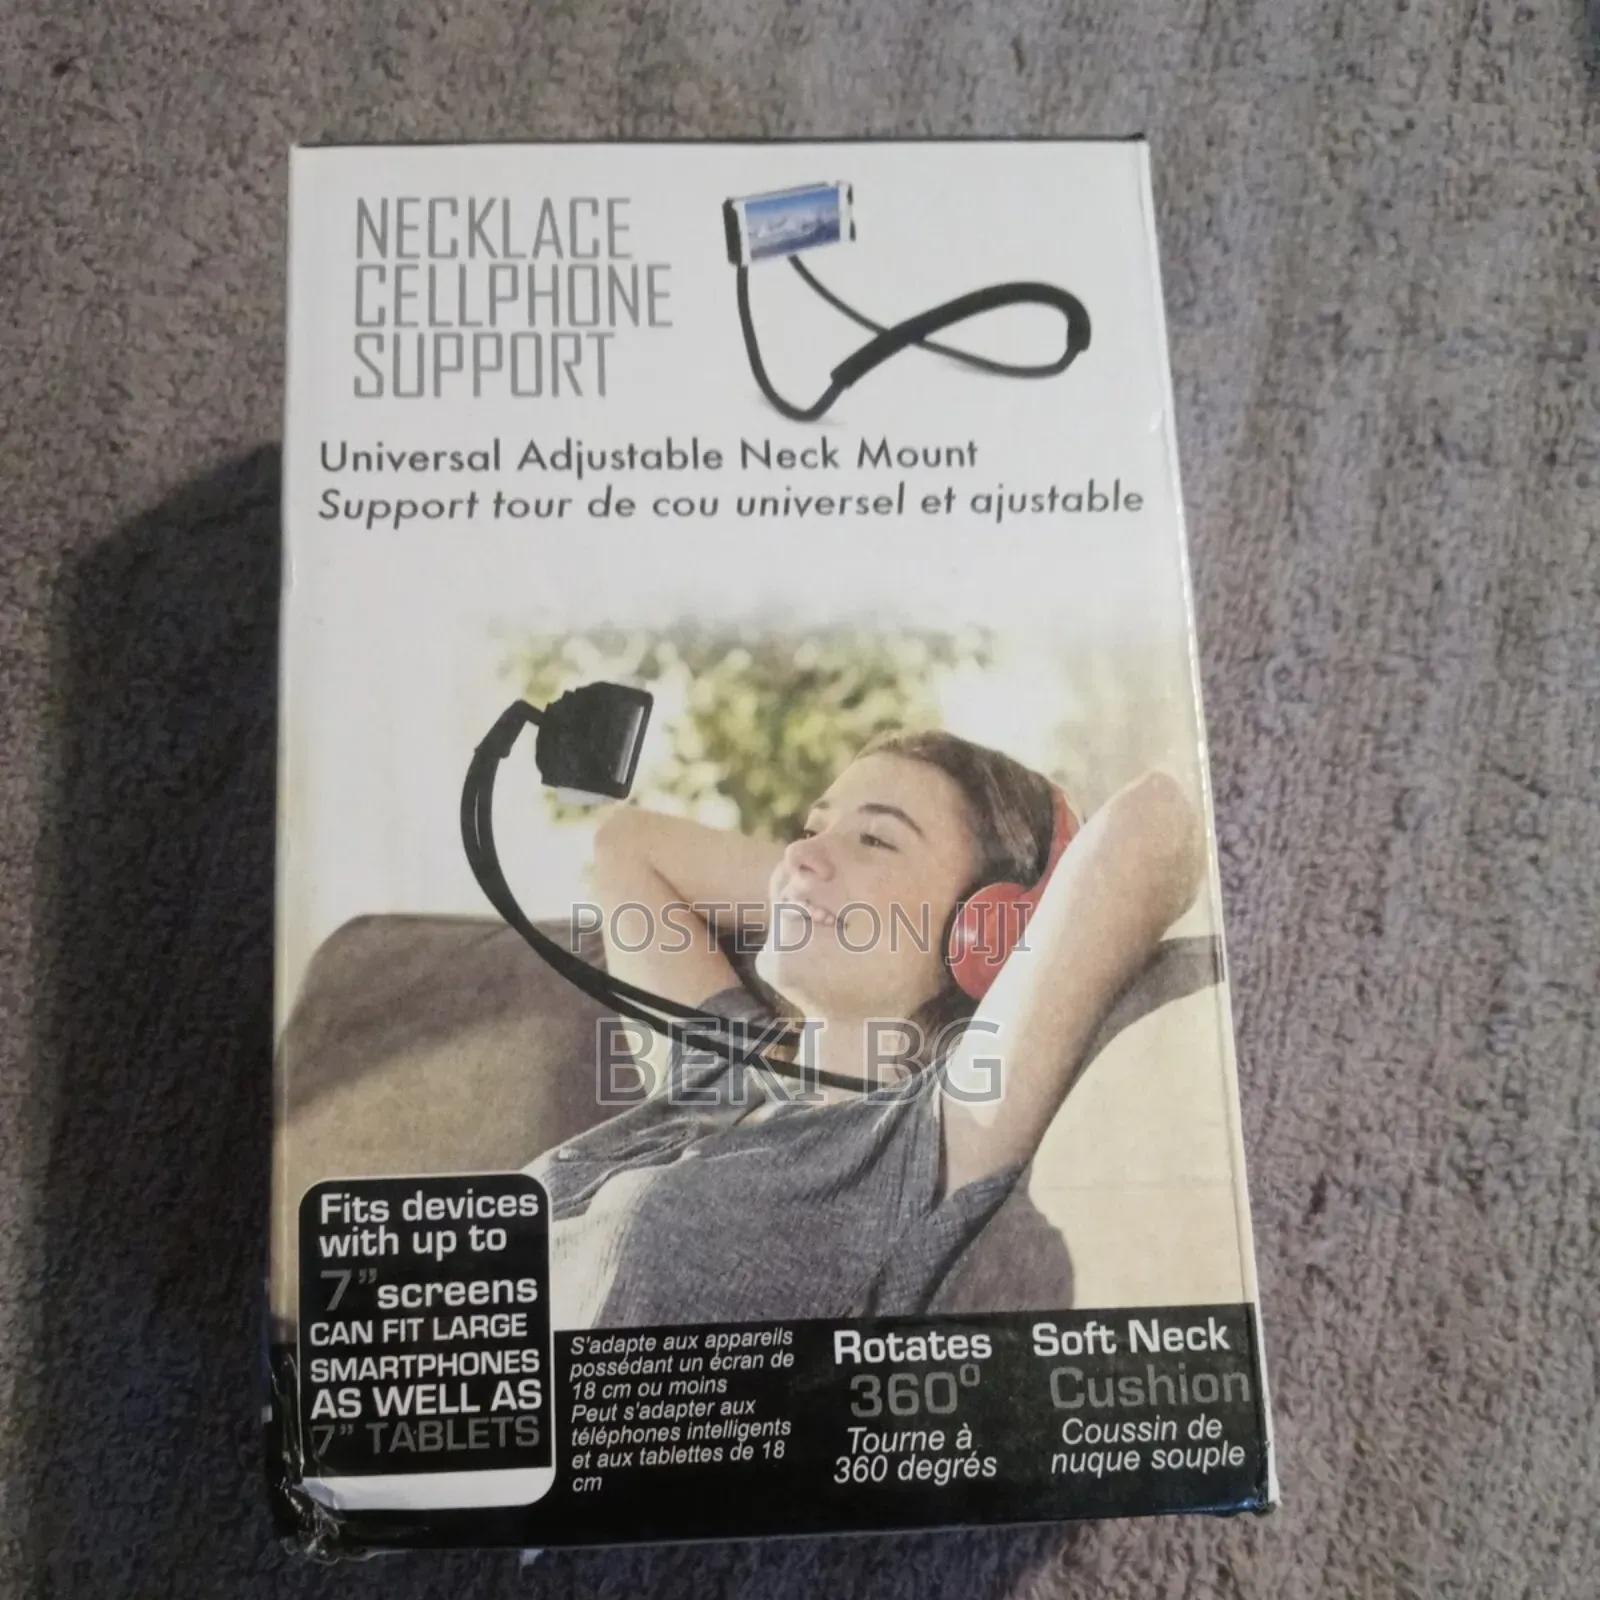 NECKLACE
CELLPHONE
SUPPORT
Universal Adjustable Neck Mount
Support tour de cou universel et ajustable
POSTED ON JIJI
BEKI BG
Fits devices
with up to
7" screens
CAN FIT LARGE
SMARTPHONES
AS WELL AS
7" TABLETS
S'adapte aux appareils
possédant un écran de
18 cm ou moins
Peut s'adapter aux
téléphones intelligents
et aux tablettes de 18
cm
Rotates
360°
Tourne à
360 degrés
Soft Neck
Cushion
Coussin de
nuque souple